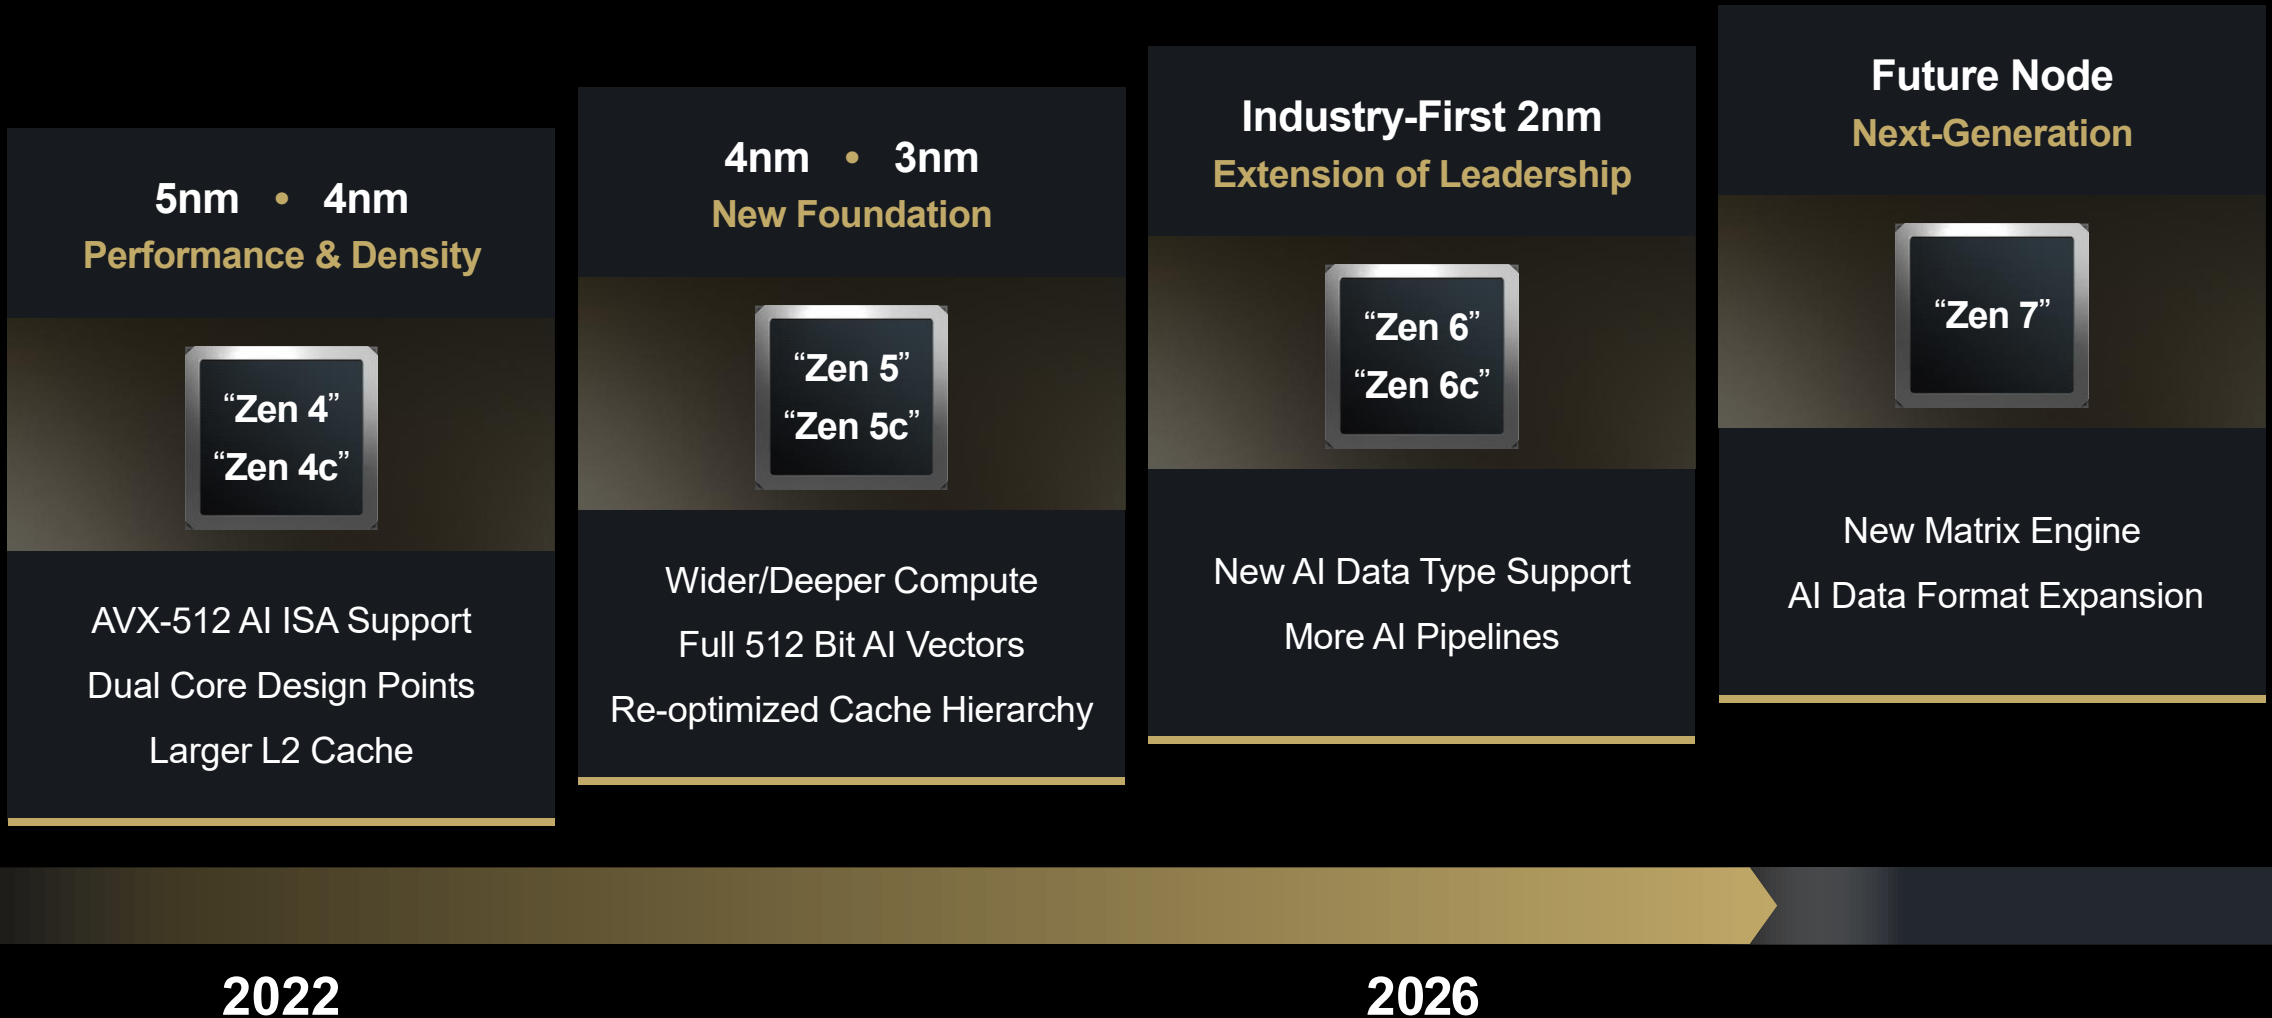 5nm • 4nm
Performance & Density
“Zen 4”
“Zen 4c”
AVX-512 AI ISA Support
Dual Core Design Points
Larger L2 Cache
4nm • 3nm
New Foundation
“Zen 5”
“Zen 5c”
Wider/Deeper Compute
Full 512 Bit AI Vectors
Re-optimized Cache Hierarchy
Industry-First 2nm
Extension of Leadership
“Zen 6”
“Zen 6c”
New AI Data Type Support
More AI Pipelines
Future Node
Next-Generation
“Zen 7”
New Matrix Engine
AI Data Format Expansion
2022
2026